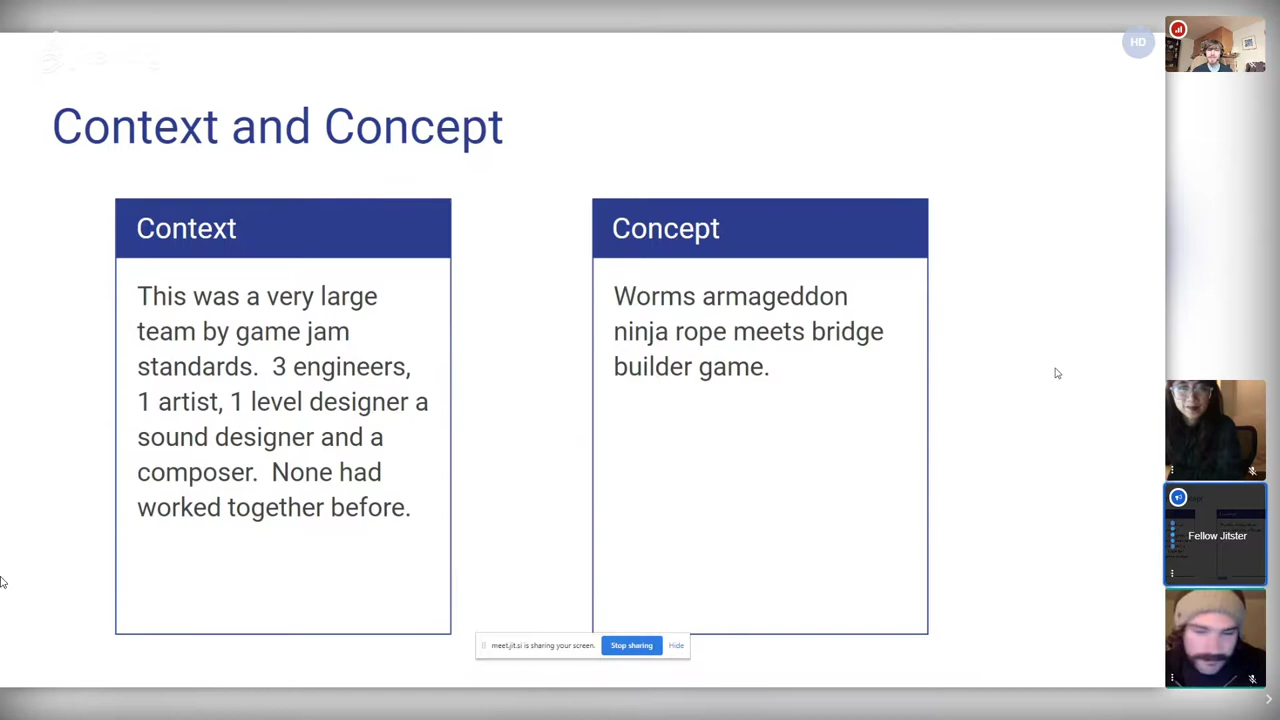 HD
Context and Concept
Context
This was a very large
team by game jam
standards.  3 engineers,
1 artist, 1 level designer a
sound designer and a
composer.  None had
worked together before.
Concept
Worms armageddon
ninja rope meets bridge
builder game.
Fellow Jitster
meet.jit.si is sharing your screen.
Stop sharing
Hide